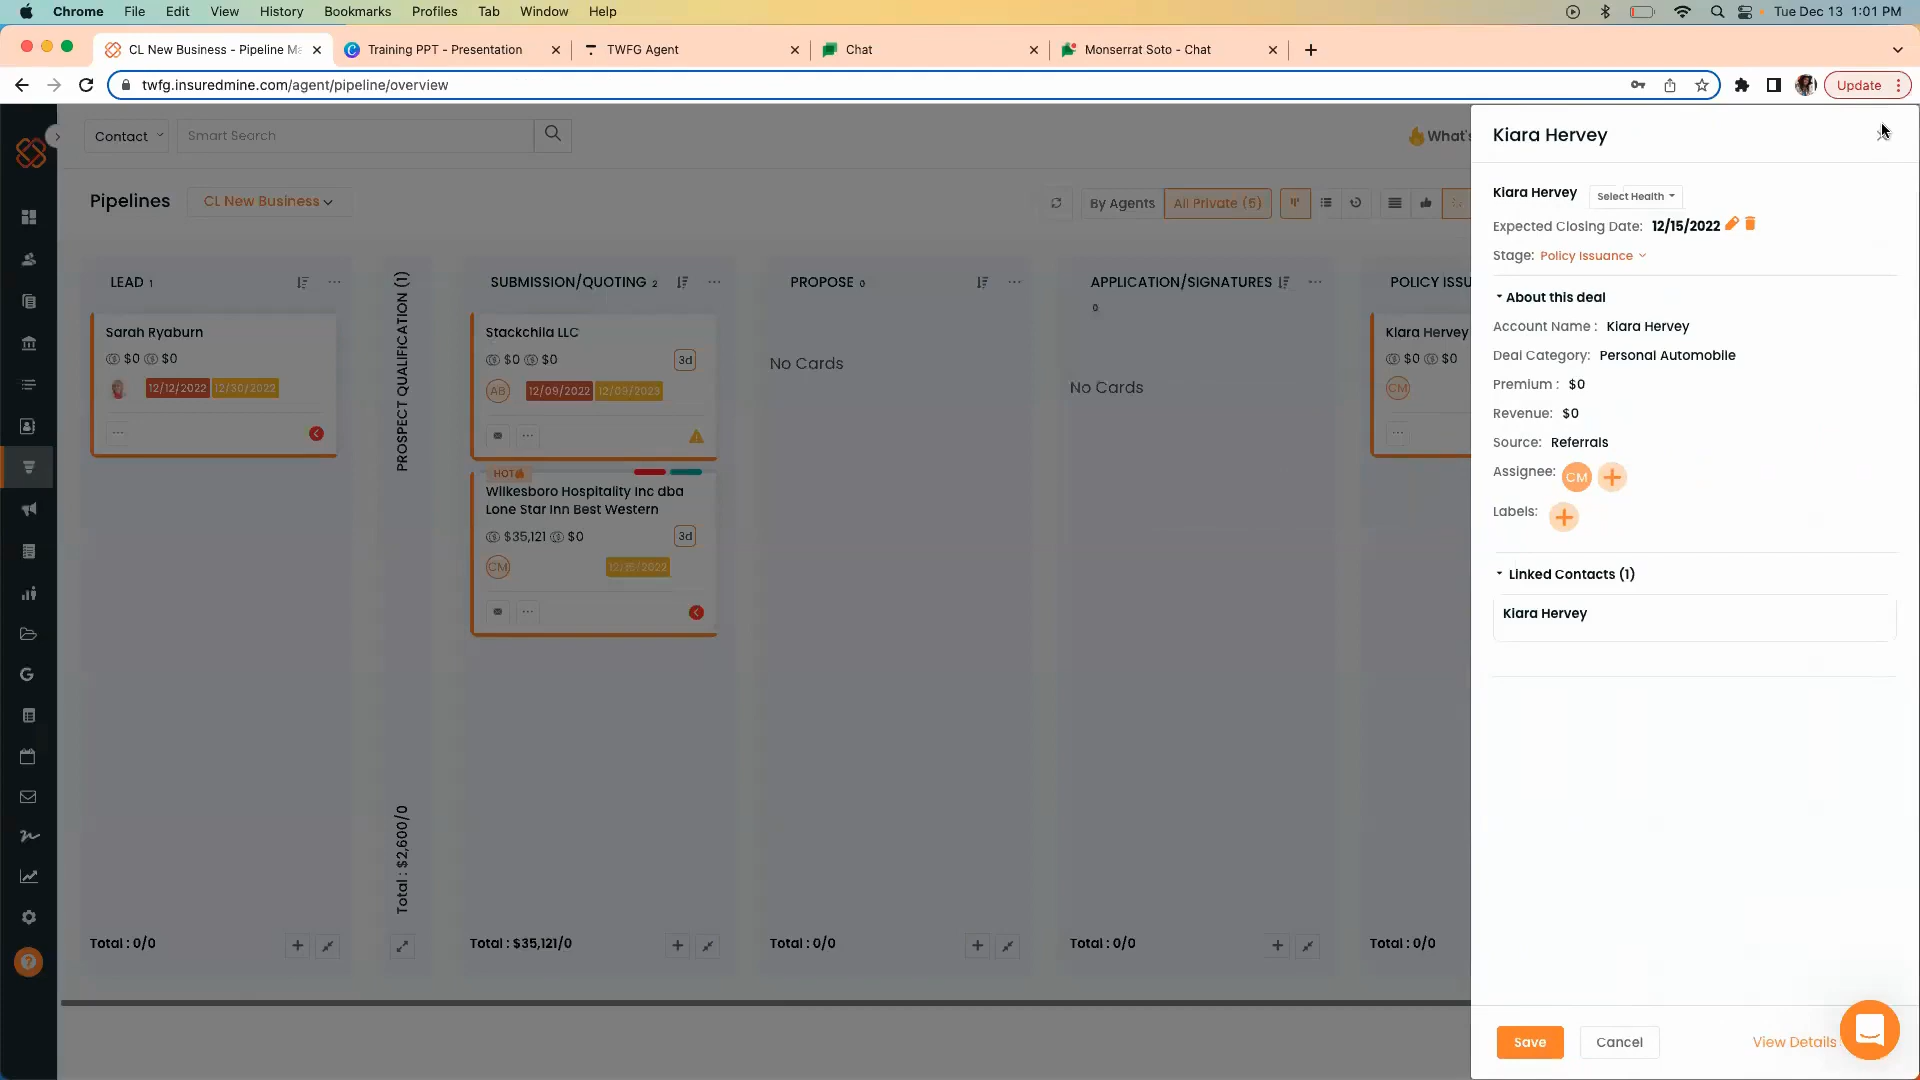 Chrome File Edit View History Bookmarks Profiles Tab Window Help Tue Dec 13 1:01 PM
CL New Business - Pipeline Ma Training PPT - Presentation TWFG Agent Chat Monserrat Soto - Chat
twfg.insuredmine.com/agent/pipeline/overview Update
Contact Smart Search What's
Pipelines CL New Business By Agents All Private (5)
LEAD 1
Sarah Ryaburn
$0 $0
12/12/2022 12/30/2022
Total : 0/0
PROSPECT QUALIFICATION (1)
Total : $2,600/0
SUBMISSION/QUOTING 2
Stackchila LLC
$0 $0 3d
AB 12/09/2022 12/09/2023
HOT
Wilkesboro Hospitality Inc dba
Lone Star Inn Best Western
$35,121 $0 3d
CM 12/16/2022
Total : $35,121/0
PROPOSE 0
No Cards
Total : 0/0
APPLICATION/SIGNATURES
0
No Cards
Total : 0/0
POLICY ISSU
Kiara Hervey
$0 $0
CM
Total : 0/0
Kiara Hervey
Kiara Hervey Select Health
Expected Closing Date: 12/15/2022
Stage: Policy Issuance
About this deal
Account Name : Kiara Hervey
Deal Category: Personal Automobile
Premium : $0
Revenue: $0
Source: Referrals
Assignee: CM
Labels:
Linked Contacts (1)
Kiara Hervey
Save Cancel View Details